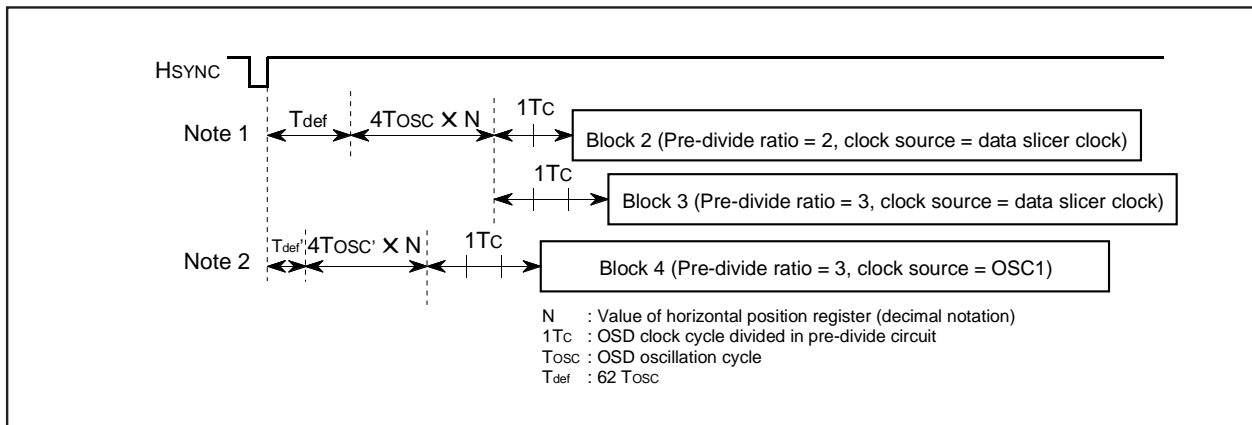 HSYNC
Note 1
Tdef
4TOSC × N
1TC
Block 2 (Pre-divide ratio = 2, clock source = data slicer clock)
1TC
Block 3 (Pre-divide ratio = 3, clock source = data slicer clock)
Note 2
Tdef'
4TOSC' × N
1TC
Block 4 (Pre-divide ratio = 3, clock source = OSC1)
N : Value of horizontal position register (decimal notation)
1TC : OSD clock cycle divided in pre-divide circuit
TOSC : OSD oscillation cycle
Tdef : 62 TOSC